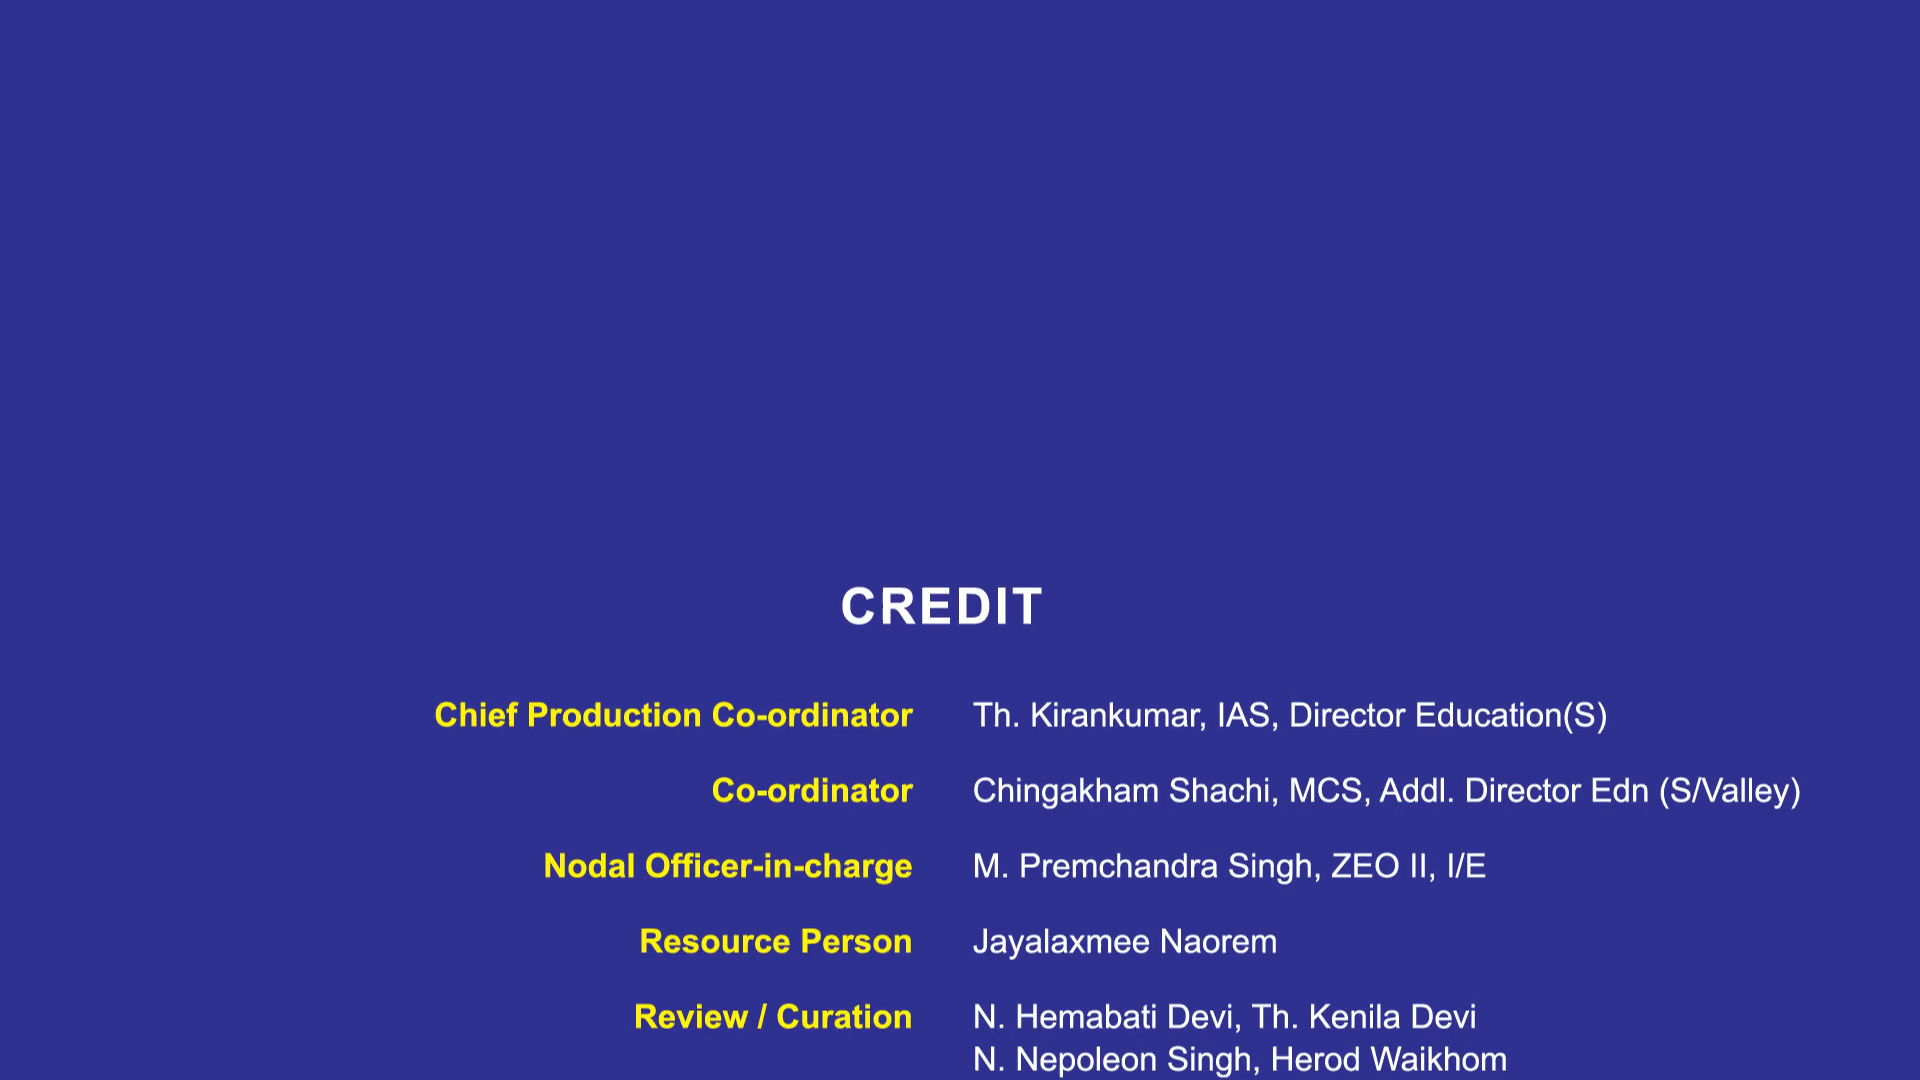 CREDIT
Chief Production Co-ordinator Th. Kirankumar, IAS, Director Education(S)
Co-ordinator Chingakham Shachi, MCS, Addl. Director Edn (S/Valley)
Nodal Officer-in-charge M. Premchandra Singh, ZEO II, I/E
Resource Person Jayalaxmee Naorem
Review / Curation N. Hemabati Devi, Th. Kenila Devi
N. Nepoleon Singh, Herod Waikhom